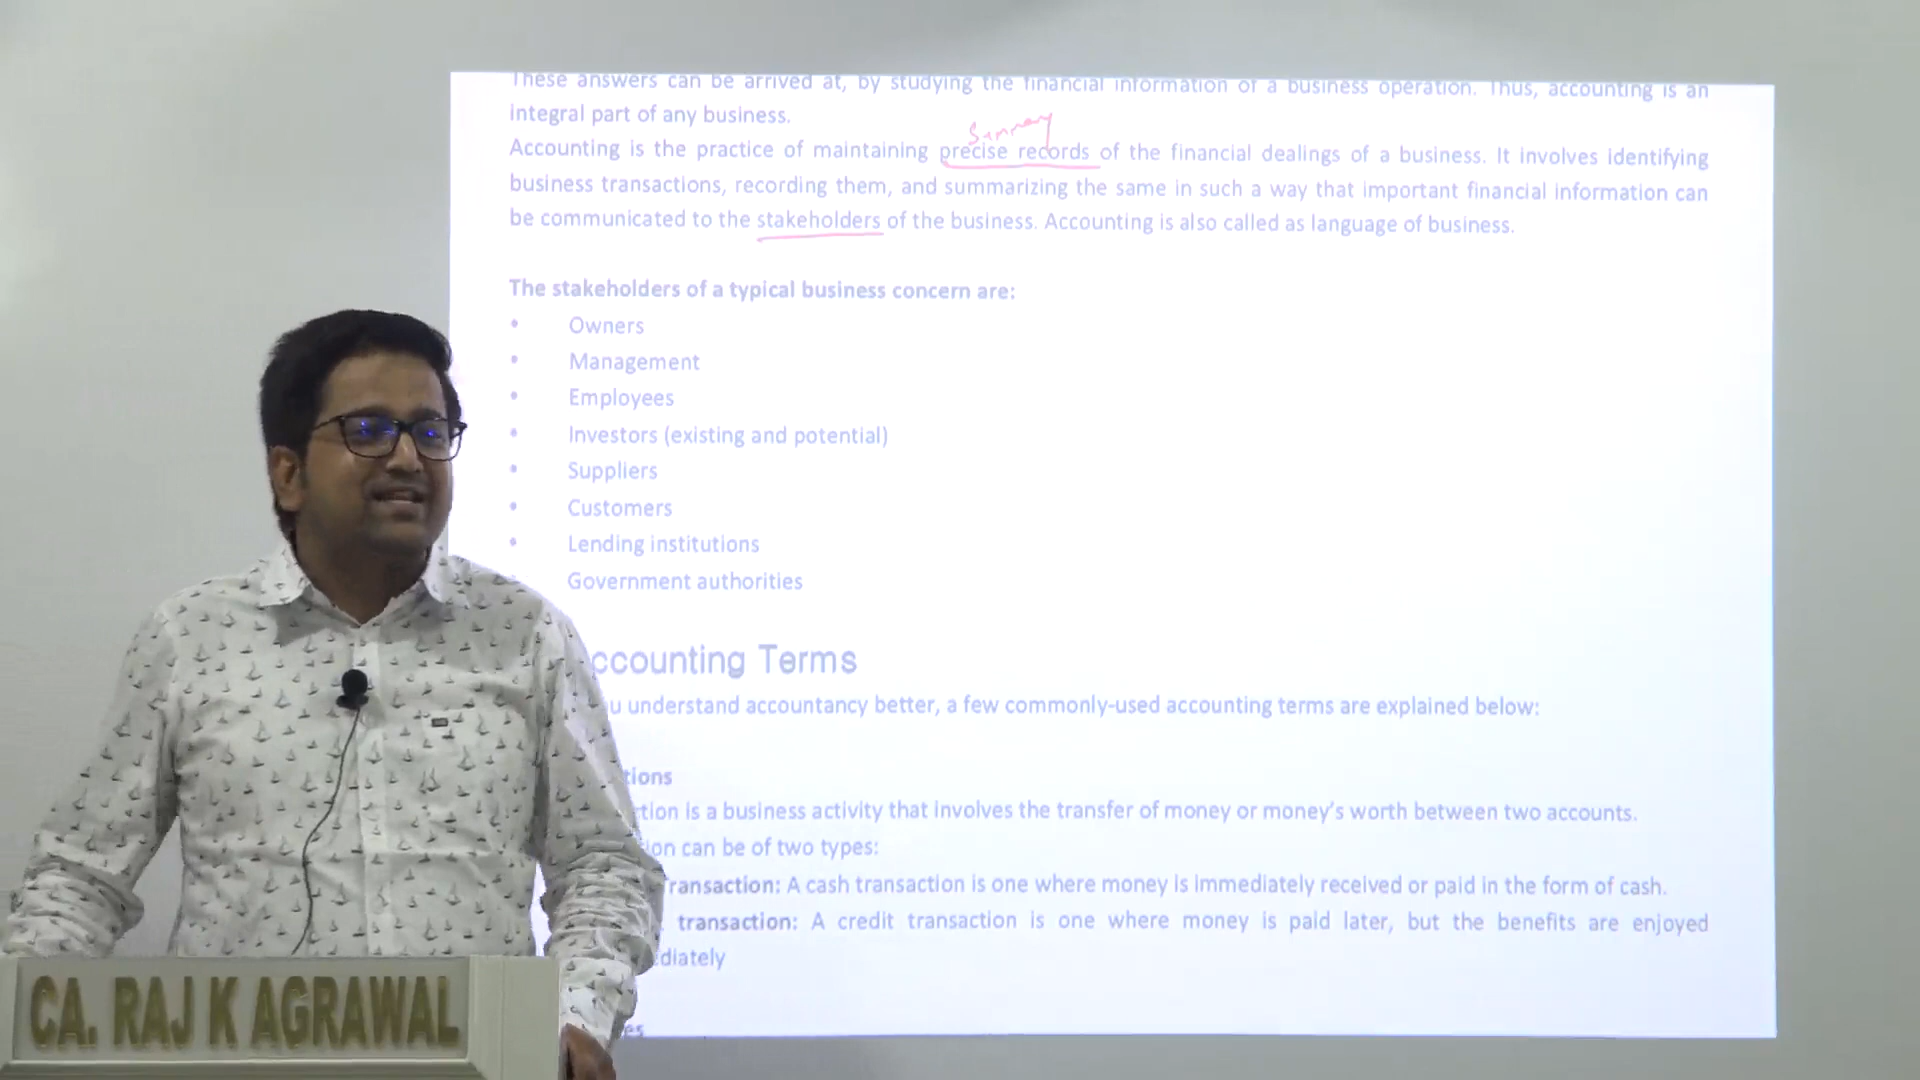 These answers can be arrived at, by studying the financial information of a business operation. Thus, accounting is an
integral part of any business.
Summary
Accounting is the practice of maintaining precise records of the financial dealings of a business. It involves identifying
business transactions, recording them, and summarizing the same in such a way that important financial information can
be communicated to the stakeholders of the business. Accounting is also called as language of business.
The stakeholders of a typical business concern are:
• Owners
• Management
• Employees
• Investors (existing and potential)
• Suppliers
• Customers
• Lending institutions
Government authorities
ccounting Terms
ou understand accountancy better, a few commonly-used accounting terms are explained below:
tions
tion is a business activity that involves the transfer of money or money's worth between two accounts.
ion can be of two types:
ransaction: A cash transaction is one where money is immediately received or paid in the form of cash.
transaction: A credit transaction is one where money is paid later, but the benefits are enjoyed
diately
CA. RAJ K AGRAWAL